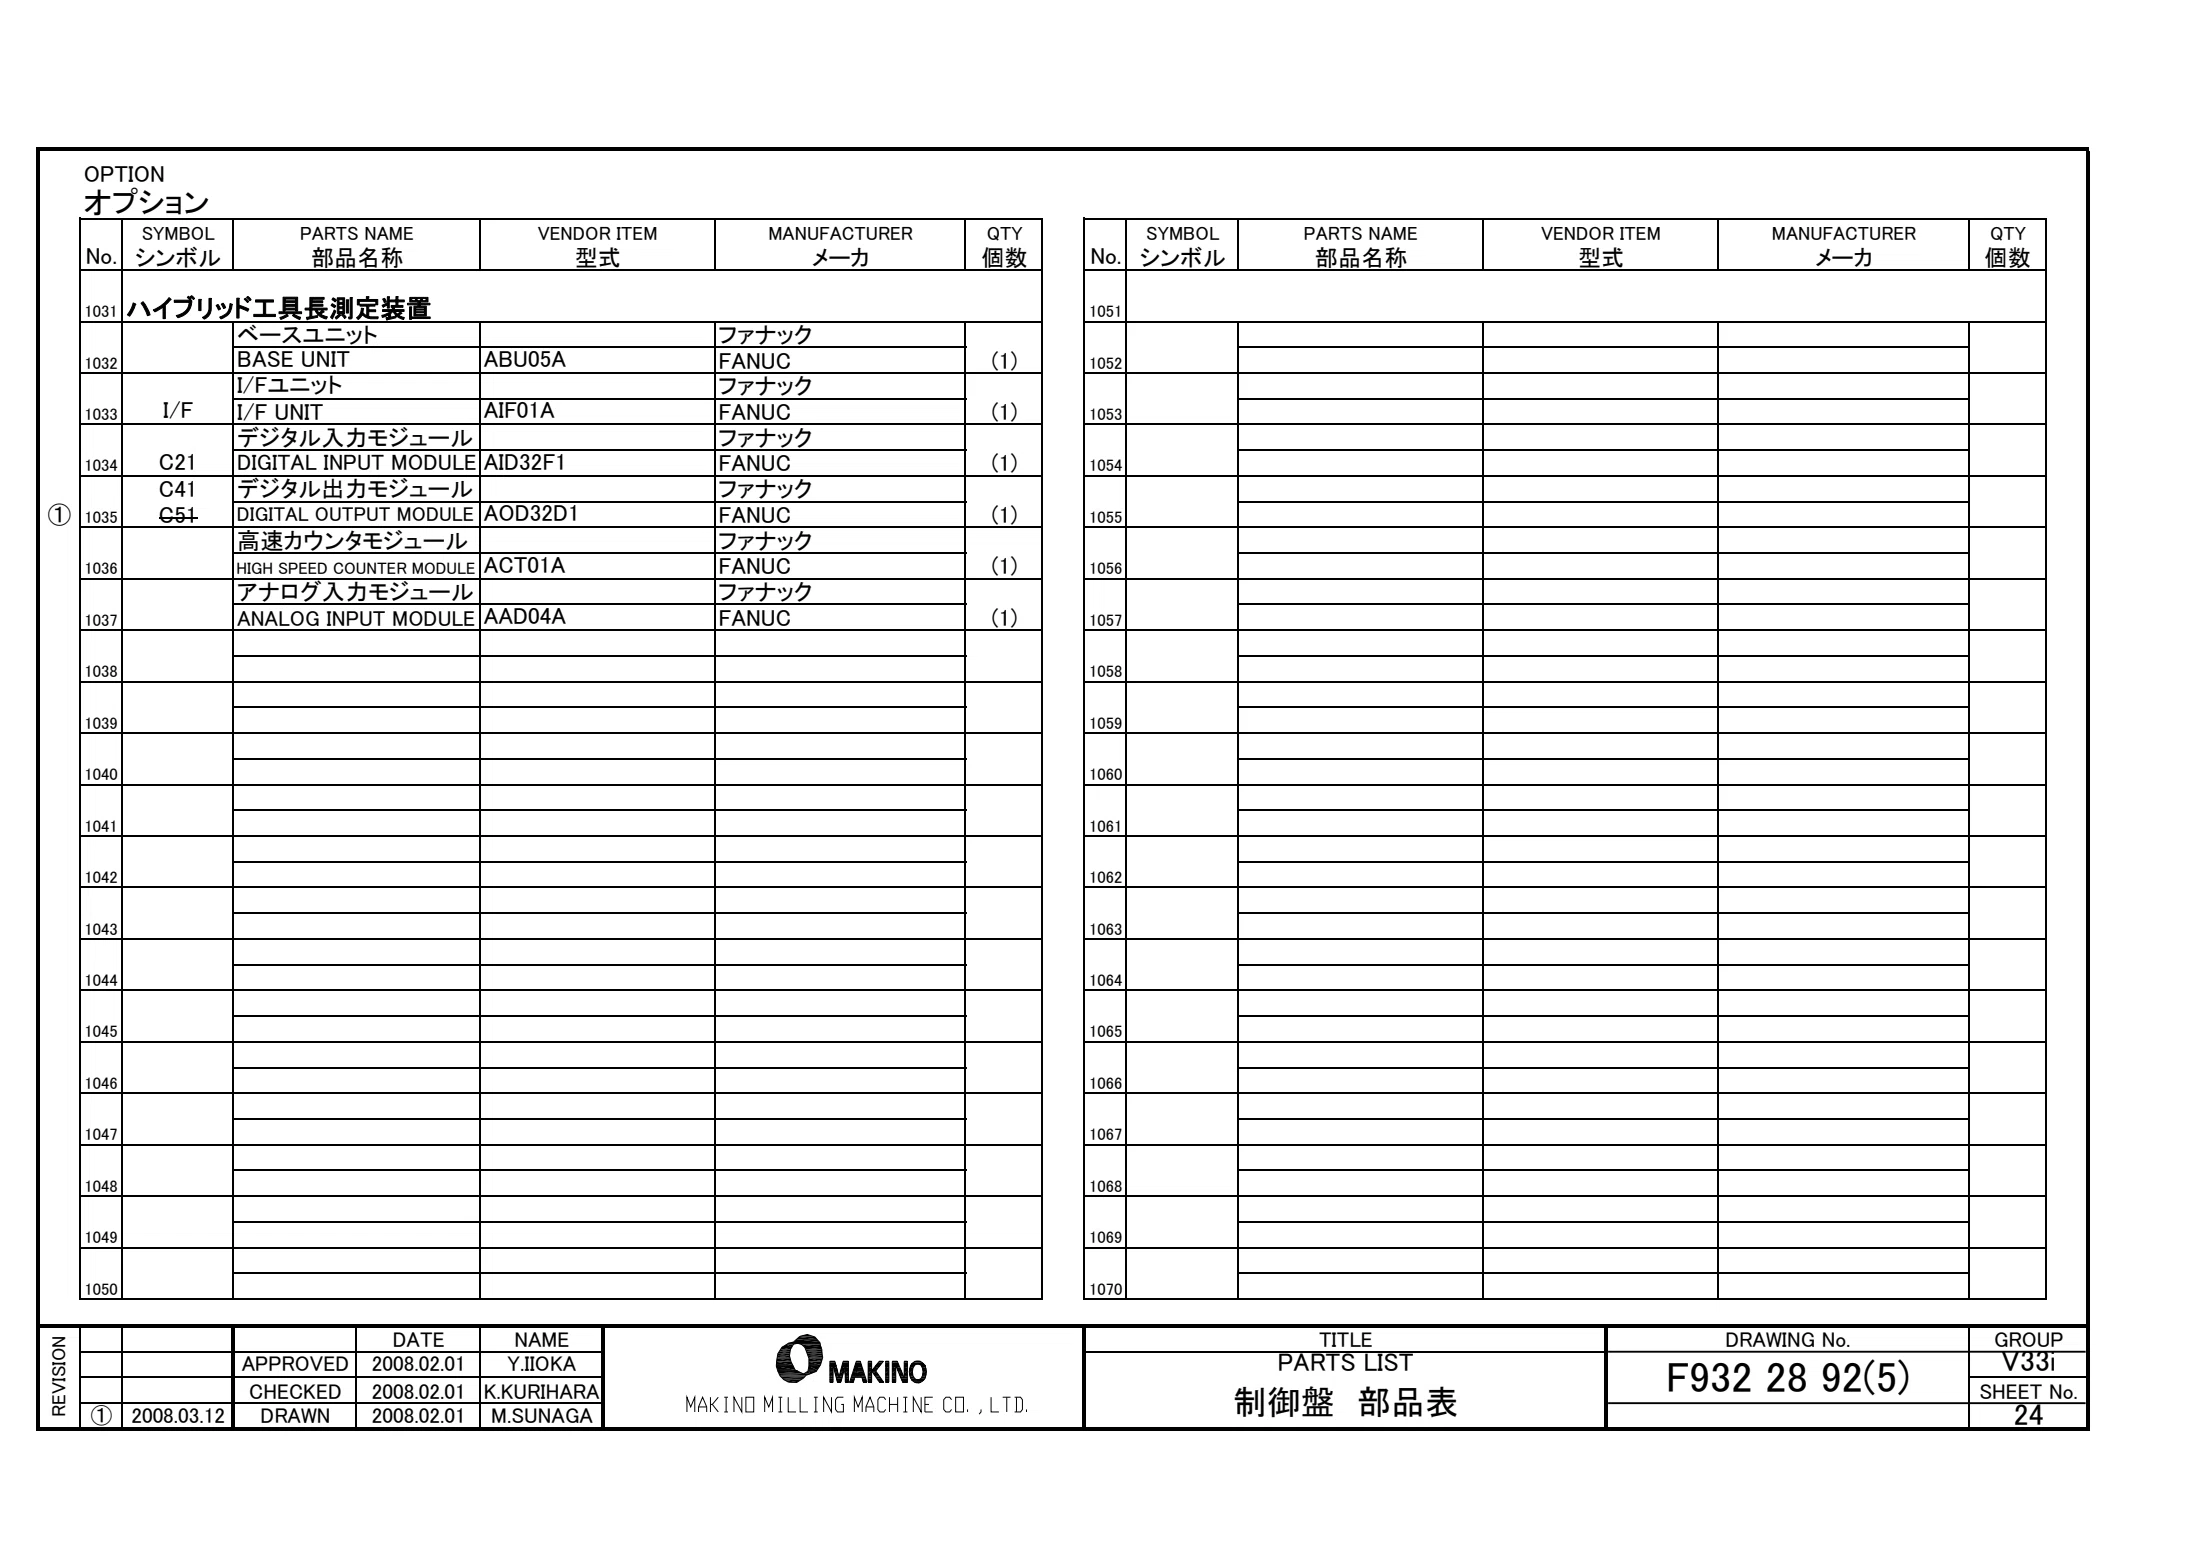 OPTION
オプション
No. SYMBOL シンボル PARTS NAME 部品名称 VENDOR ITEM 型式 MANUFACTURER メーカ QTY 個数
1031 ハイブリッド工具長測定装置
ベースユニット ファナック
1032 BASE UNIT ABU05A FANUC (1)
I/Fユニット ファナック
1033 I/F I/F UNIT AIF01A FANUC (1)
デジタル入力モジュール ファナック
1034 C21 DIGITAL INPUT MODULE AID32F1 FANUC (1)
C41 デジタル出力モジュール ファナック
① 1035 C51 DIGITAL OUTPUT MODULE AOD32D1 FANUC (1)
高速カウンタモジュール ファナック
1036 HIGH SPEED COUNTER MODULE ACT01A FANUC (1)
アナログ入力モジュール ファナック
1037 ANALOG INPUT MODULE AAD04A FANUC (1)
1038
1039
1040
1041
1042
1043
1044
1045
1046
1047
1048
1049
1050
No. SYMBOL シンボル PARTS NAME 部品名称 VENDOR ITEM 型式 MANUFACTURER メーカ QTY 個数
1051
1052
1053
1054
1055
1056
1057
1058
1059
1060
1061
1062
1063
1064
1065
1066
1067
1068
1069
1070
REVISION
DATE NAME
APPROVED 2008.02.01 Y.IIOKA
CHECKED 2008.02.01 K.KURIHARA
① 2008.03.12 DRAWN 2008.02.01 M.SUNAGA
MAKINO
MAKINO MILLING MACHINE CO. , LTD.
TITLE
PARTS LIST
制御盤 部品表
DRAWING No.
F932 28 92(5)
GROUP
V33i
SHEET No.
24